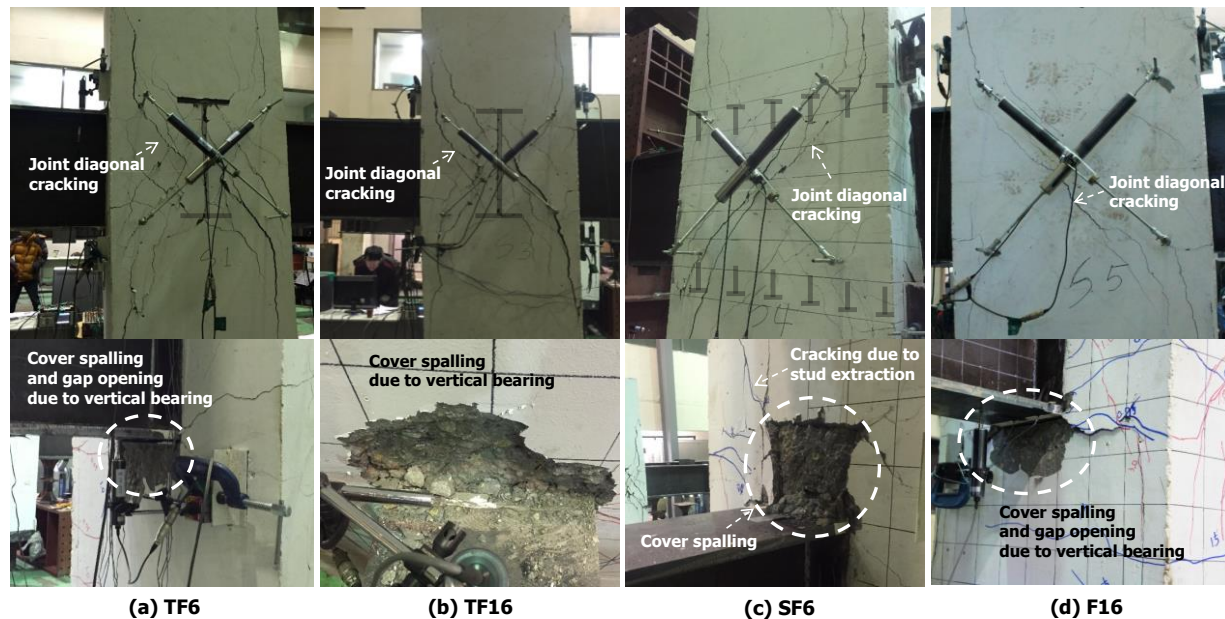 Joint diagonal
cracking
Joint diagonal
cracking
Joint diagonal
cracking
Joint diagonal
cracking
S5
Cover spalling
and gap opening
due to vertical bearing
Cover spalling
due to vertical bearing
Cracking due to
stud extraction
Cover spalling
Cover spalling
and gap opening
due to vertical bearing
(a) TF6
(b) TF16
(c) SF6
(d) F16